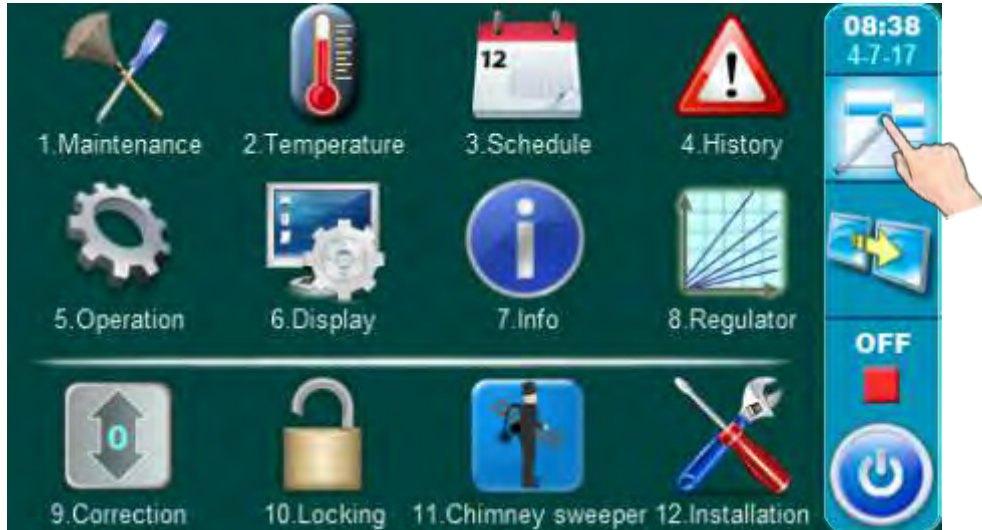 08:38
4-7-17
12
1.Maintenance 2.Temperature 3.Schedule 4.History
5.Operation 6.Display 7.Info 8.Regulator
OFF
0
9.Correction 10.Locking 11.Chimney sweeper 12.Installation